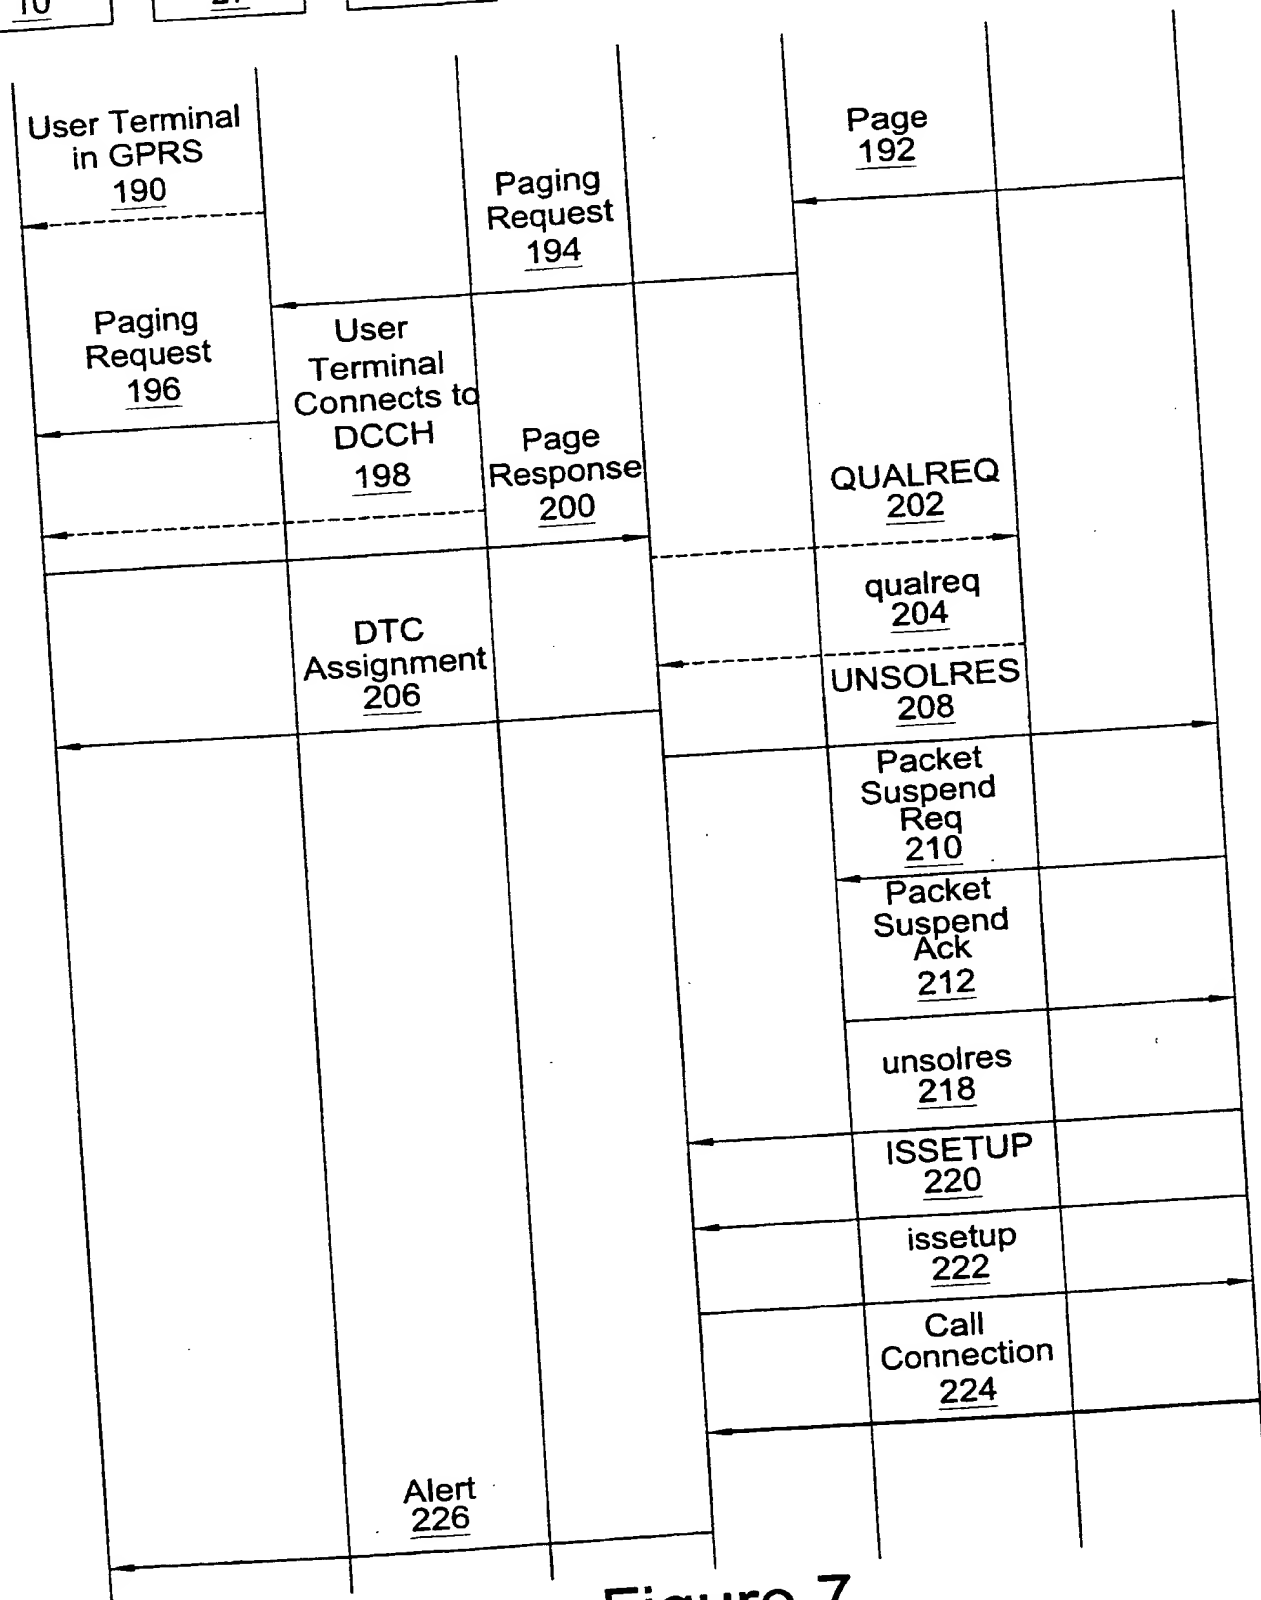 10
27
User Terminal
in GPRS
190
Page
192
Paging
Request
194
Paging
Request
196
User
Terminal
Connects to
DCCH
198
Page
Response
200
QUALREQ
202
qualreq
204
DTC
Assignment
206
UNSOLRES
208
Packet
Suspend
Req
210
Packet
Suspend
Ack
212
unsolres
218
ISSETUP
220
issetup
222
Call
Connection
224
Alert
226
Figure 7